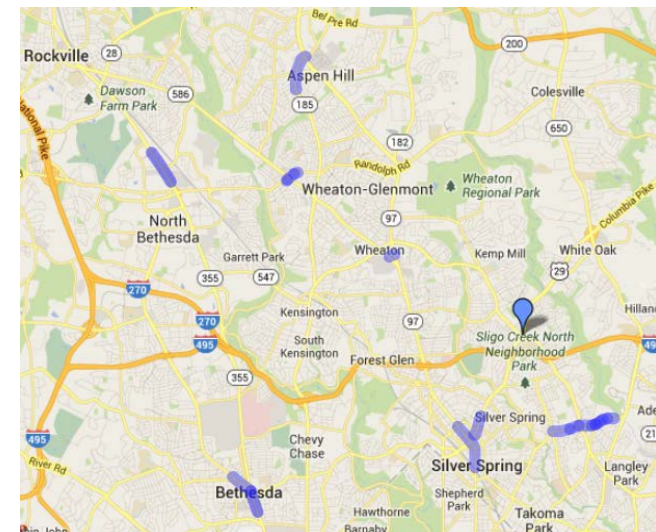 Bel Pre Rd
Rockville
28
200
Aspen Hill
Dawson
Farm Park
586
185
Colesville
National Pike
650
182
Randolph Rd
Wheaton-Glenmont
Wheaton
Regional Park
Columbia Pike
North
Bethesda
97
Garrett Park
Wheaton
Kemp Mill
White Oak
355
547
29
270
Kensington
97
Sligo Creek North
Neighborhood
Park
270
495
South
Kensington
Forest Glen
355
Silver Spring
495
Chevy
Chase
River Rd
Silver Spring
Langley
Park
Bethesda
Shepherd
Park
Hawthorne
Takoma
Park
Barnaby